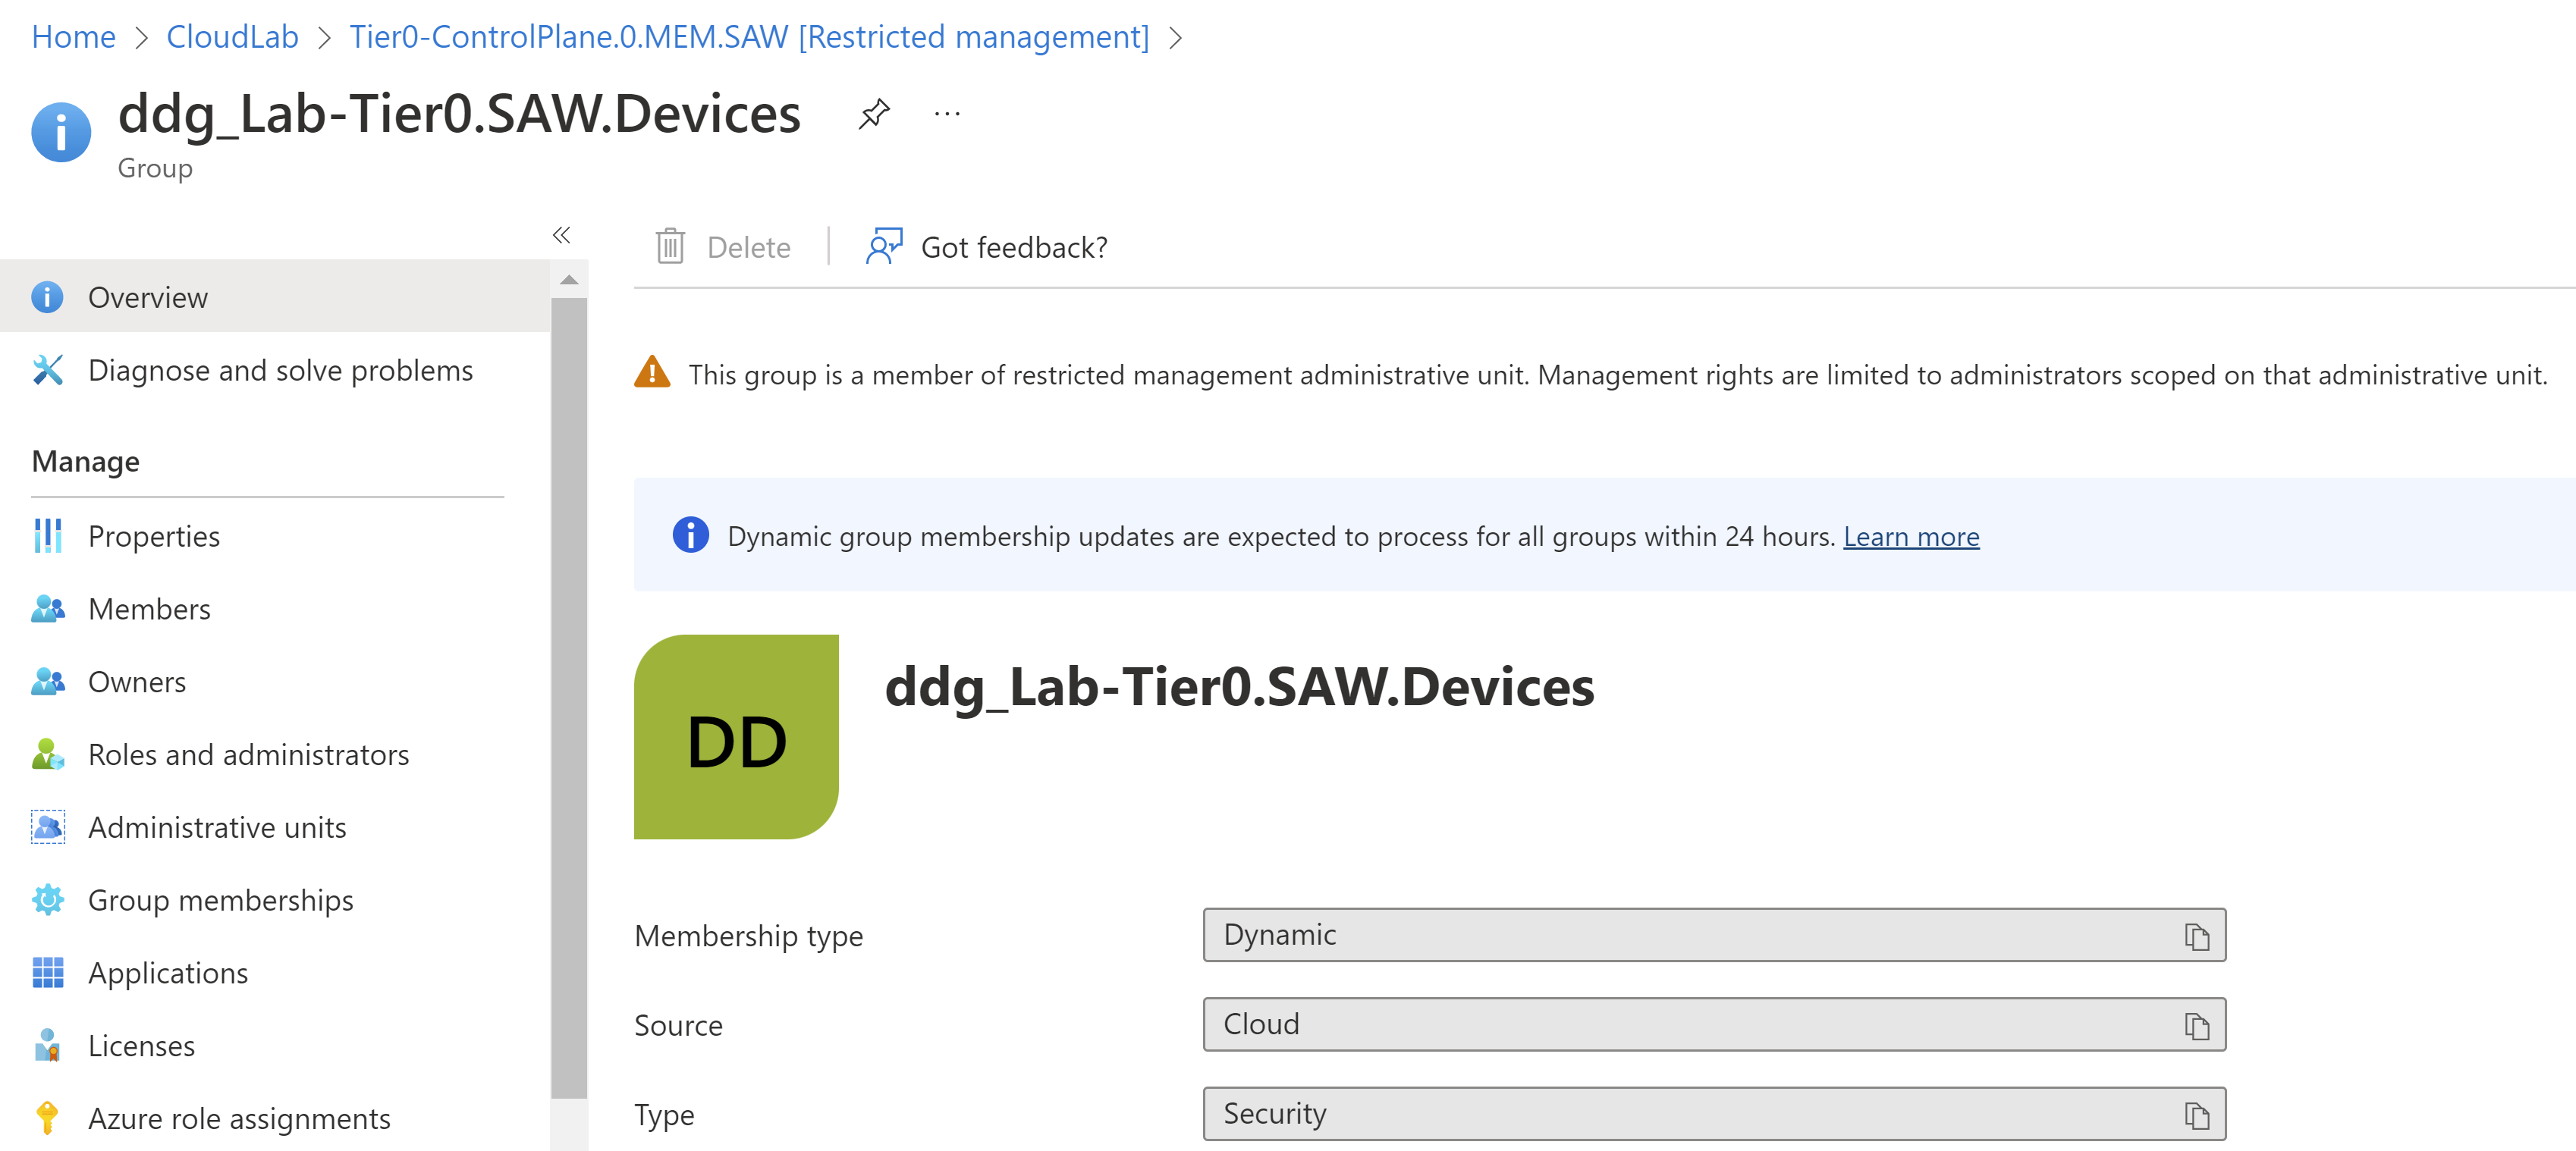 Home > CloudLab > Tier0-ControlPlane.0.MEM.SAW [Restricted management] >
ddg_Lab-Tier0.SAW.Devices
Group
Delete
Got feedback?
Overview
Diagnose and solve problems
Manage
Properties
Members
Owners
Roles and administrators
Administrative units
Group memberships
Applications
Licenses
Azure role assignments
This group is a member of restricted management administrative unit. Management rights are limited to administrators scoped on that administrative unit.
Dynamic group membership updates are expected to process for all groups within 24 hours. Learn more
DD
ddg_Lab-Tier0.SAW.Devices
Membership type
Dynamic
Source
Cloud
Type
Security